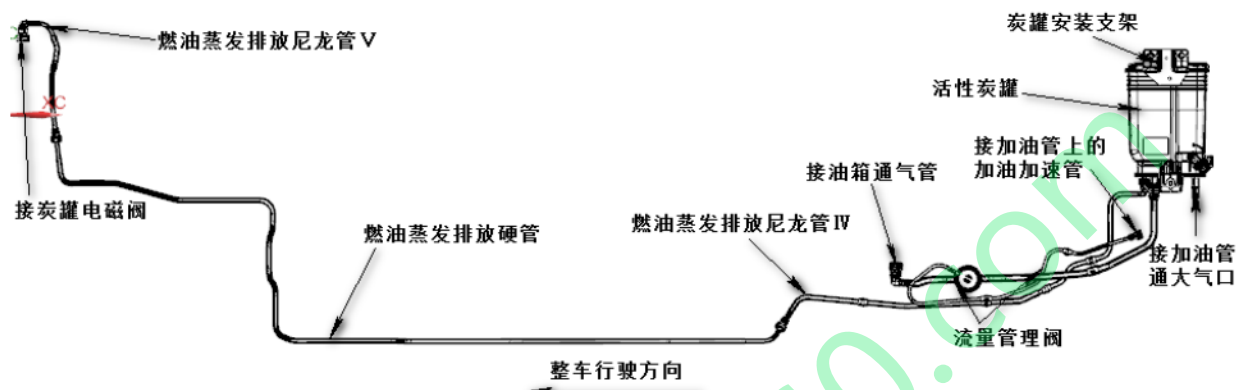 炭罐安装支架
燃油蒸发排放尼龙管Ⅴ
活性炭罐
XC
接加油管上的
加油加速管
接油箱通气管
接炭罐电磁阀
燃油蒸发排放硬管
燃油蒸发排放尼龙管Ⅳ
接加油管
通大气口
流量管理阀
整车行驶方向